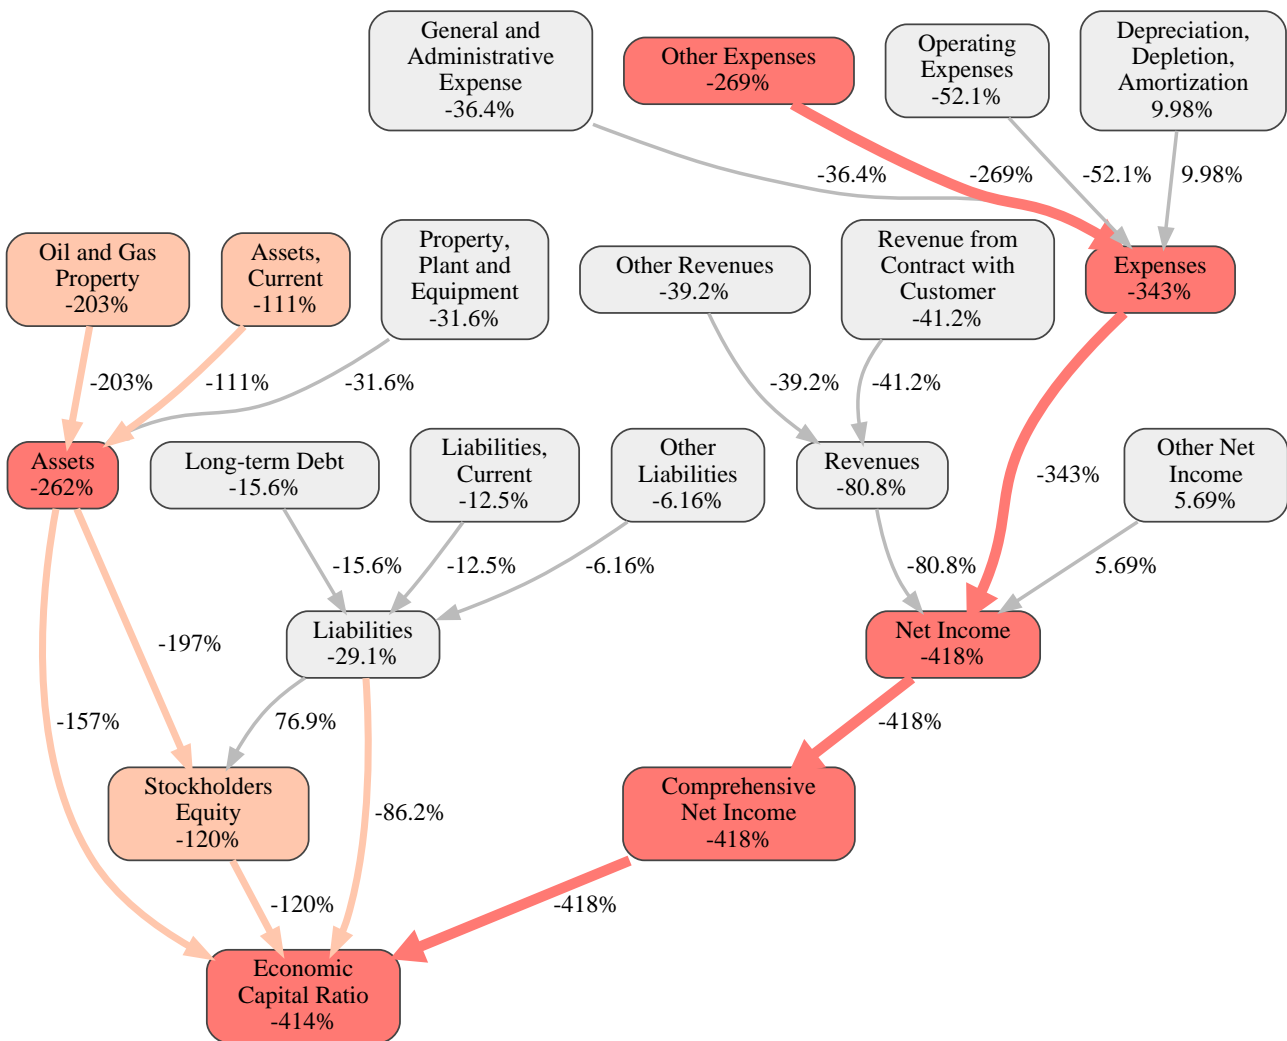 General and
Administrative
Expense
-36.4%
Other Expenses
-269%
Operating
Expenses
-52.1%
Depreciation,
Depletion,
Amortization
9.98%
-36.4%
-269%
-52.1%
9.98%
Oil and Gas
Property
-203%
Assets,
Current
-111%
Property,
Plant and
Equipment
-31.6%
Other Revenues
-39.2%
Revenue from
Contract with
Customer
-41.2%
Expenses
-343%
-203%
-111%
-31.6%
-39.2%
-41.2%
-343%
Assets
-262%
Long-term Debt
-15.6%
Liabilities,
Current
-12.5%
Other
Liabilities
-6.16%
Revenues
-80.8%
Other Net
Income
5.69%
-15.6%
-12.5%
-6.16%
-80.8%
5.69%
-197%
Liabilities
-29.1%
Net Income
-418%
-157%
76.9%
-86.2%
-418%
Stockholders
Equity
-120%
Comprehensive
Net Income
-418%
-120%
-418%
Economic
Capital Ratio
-414%